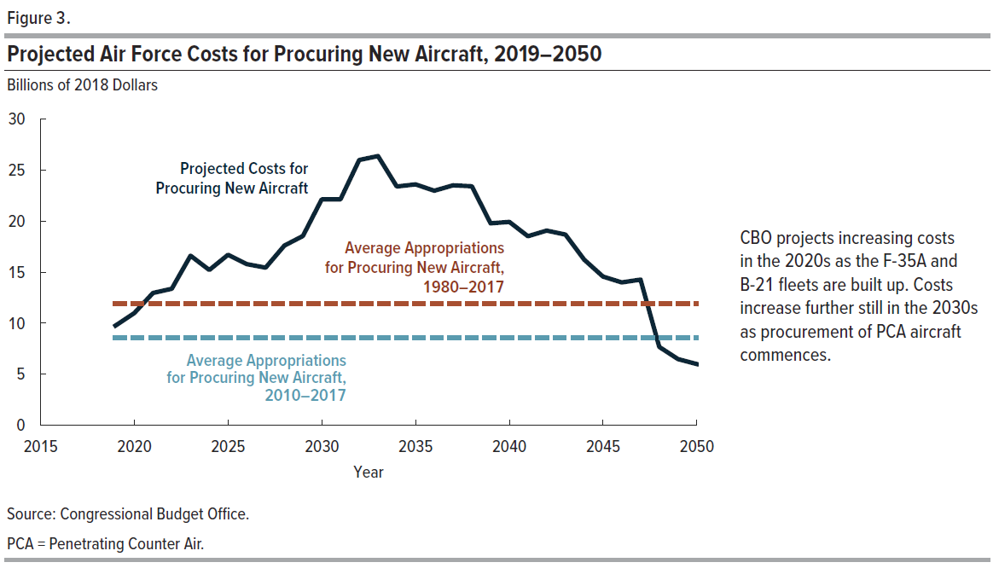 Figure 3.
Projected Air Force Costs for Procuring New Aircraft, 2019–2050
Billions of 2018 Dollars
30
25
20
15
10
5
0
Projected Costs for
Procuring New Aircraft
Average Appropriations
for Procuring New Aircraft,
1980–2017
Average Appropriations
for Procuring New Aircraft,
2010–2017
2015
2020
2025
2030
2035
2040
2045
2050
Year
CBO projects increasing costs
in the 2020s as the F-35A and
B-21 fleets are built up. Costs
increase further still in the 2030s
as procurement of PCA aircraft
commences.
Source: Congressional Budget Office.
PCA = Penetrating Counter Air.